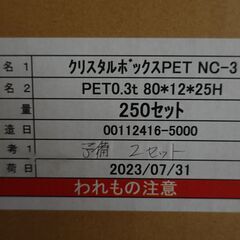 名 1 クリスタルボックスPET NC-3
名 2 PET0.3t 80*12*25H
量 250セット
造日 00112416-5000
考 1 予備 2セット
荷日 2023/07/31
われもの注意